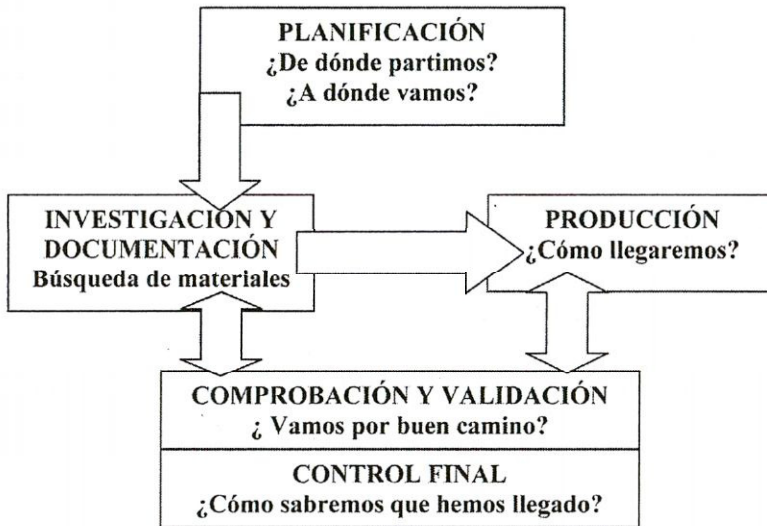 PLANIFICACIÓN
¿De dónde partimos?
¿A dónde vamos?
INVESTIGACIÓN Y
DOCUMENTACIÓN
Búsqueda de materiales
PRODUCCIÓN
¿Cómo llegaremos?
COMPROBACIÓN Y VALIDACIÓN
¿ Vamos por buen camino?
CONTROL FINAL
¿Cómo sabremos que hemos llegado?